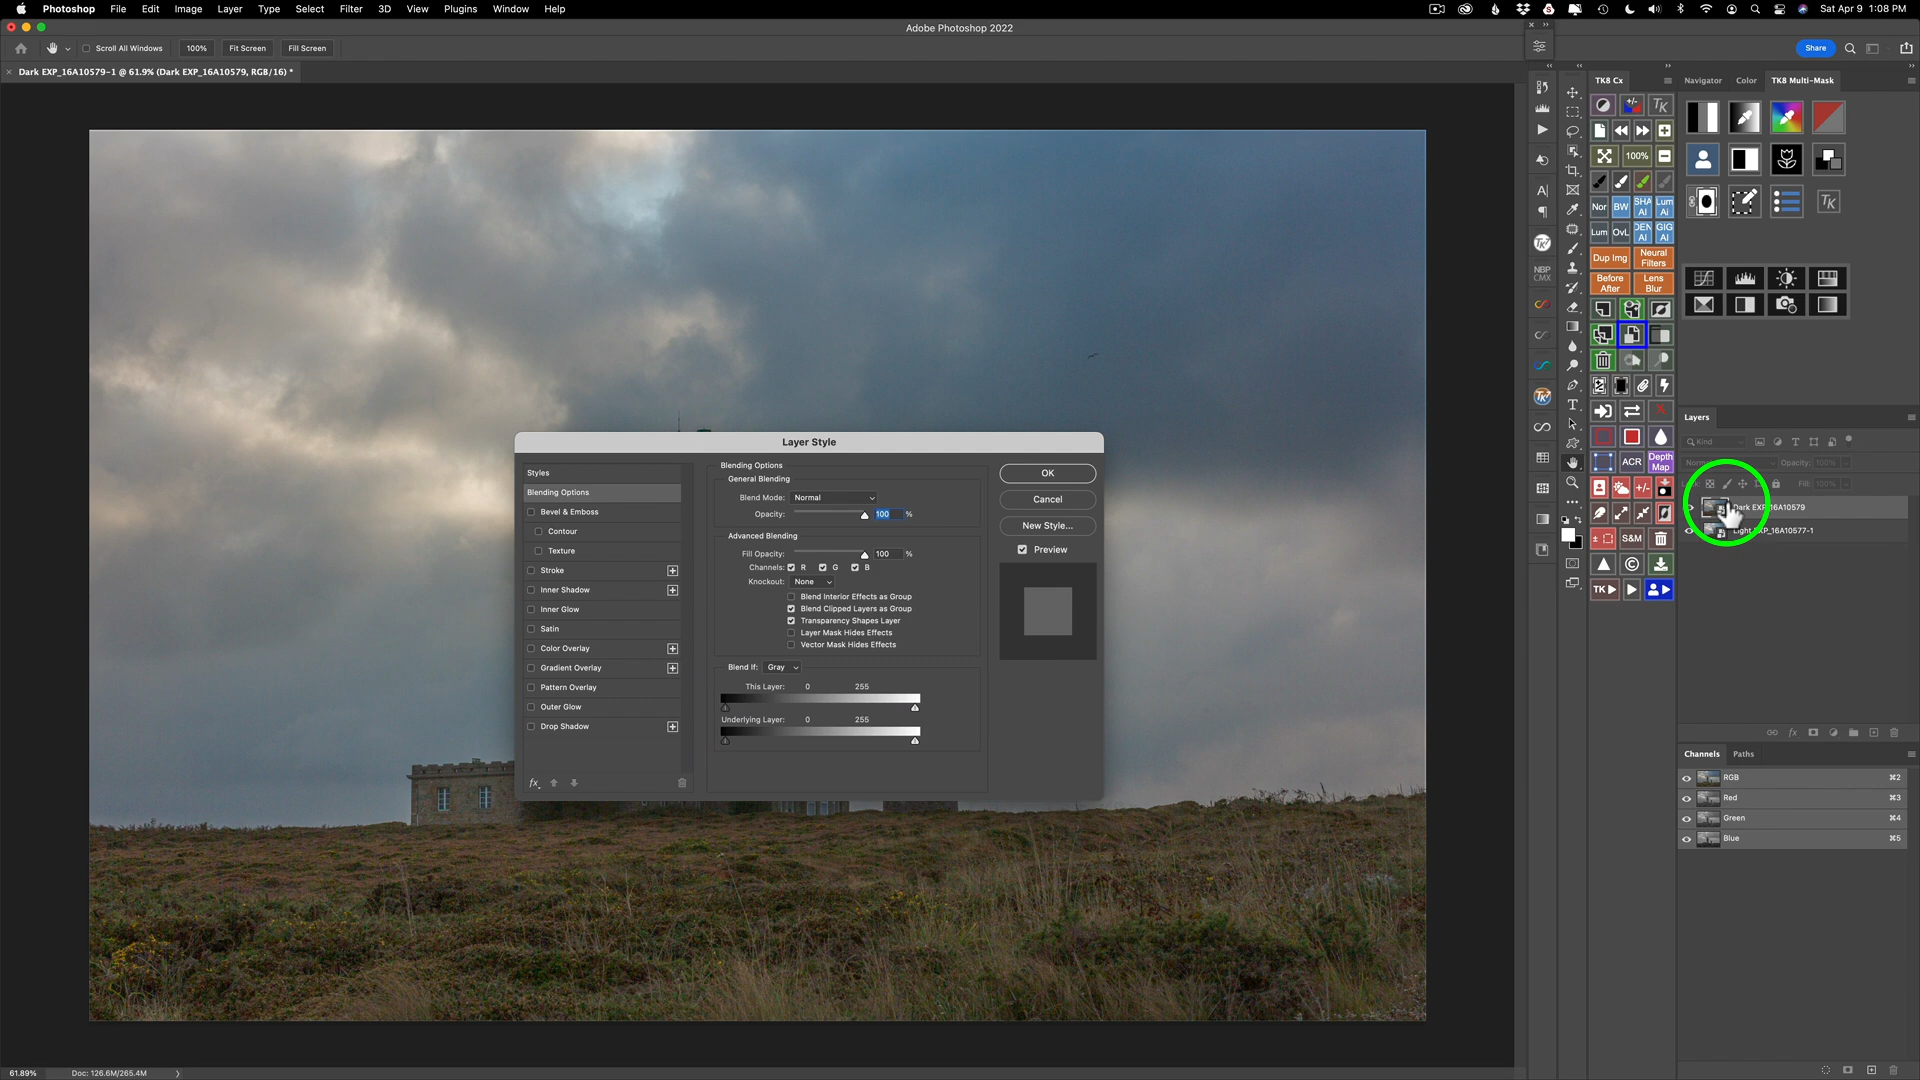 Photoshop File Edit Image Layer Type Select Filter 3D View Plugins Window Help Sat Apr 9 1:08 PM
Adobe Photoshop 2022
Scroll All Windows 100% Fit Screen Fill Screen Share
Dark EXP_16A10579-1 @ 61.9% (Dark EXP_16A10579, RGB/16) *
TK8 Cx
Navigator Color TK8 Multi-Mask
100%
Nor BW SHA AI Lum Ai
Lum OvL DEN AI GIG AI
Dup Img Neural Filters
Before After Lens Blur
NBP CMX
ACR Depth Map
S&M
TK
Layers
Kind
Normal Opacity: 100%
Fill: 100%
Dark EXP_16A10579
Light EXP_16A10577-1
Layer Style
Styles
Blending Options
Bevel & Emboss
Contour
Texture
Stroke
Inner Shadow
Inner Glow
Satin
Color Overlay
Gradient Overlay
Pattern Overlay
Outer Glow
Drop Shadow
fx
Blending Options
General Blending
Blend Mode: Normal
Opacity: 100 %
Advanced Blending
Fill Opacity: 100 %
Channels: R G B
Knockout: None
Blend Interior Effects as Group
Blend Clipped Layers as Group
Transparency Shapes Layer
Layer Mask Hides Effects
Vector Mask Hides Effects
Blend If: Gray
This Layer: 0 255
Underlying Layer: 0 255
OK
Cancel
New Style...
Preview
Channels Paths
RGB ⌘2
Red ⌘3
Green ⌘4
Blue ⌘5
61.89% Doc: 126.6M/265.4M